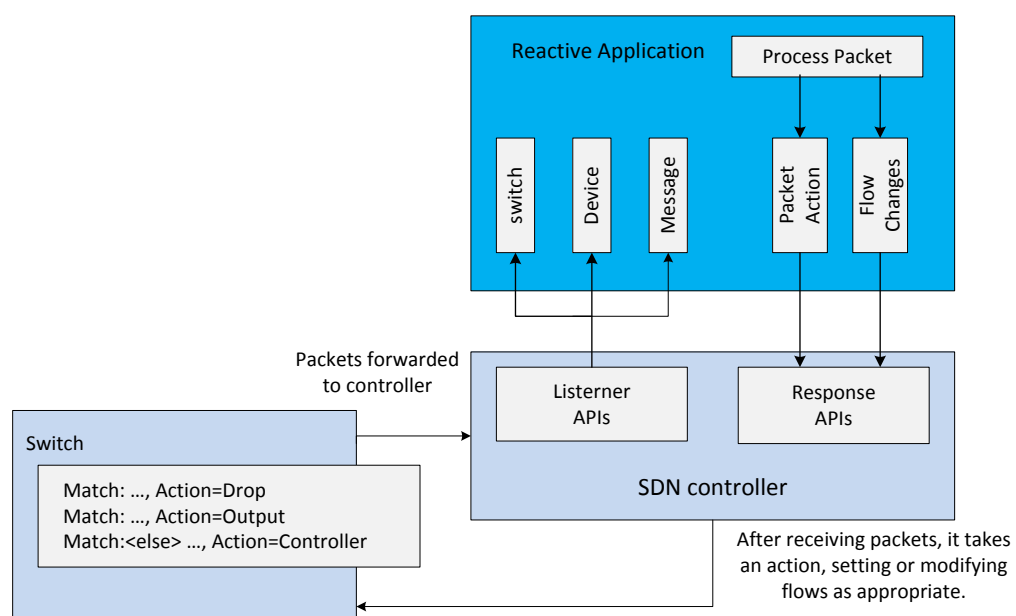 Reactive Application
Process Packet
switch
Device
Message
Packet
Action
Flow
Changes
Packets forwarded
to controller
Listerner
APIs
Response
APIs
SDN controller
Switch
Match: …, Action=Drop
Match: …, Action=Output
Match:<else> …, Action=Controller
After receiving packets, it takes
an action, setting or modifying
flows as appropriate.